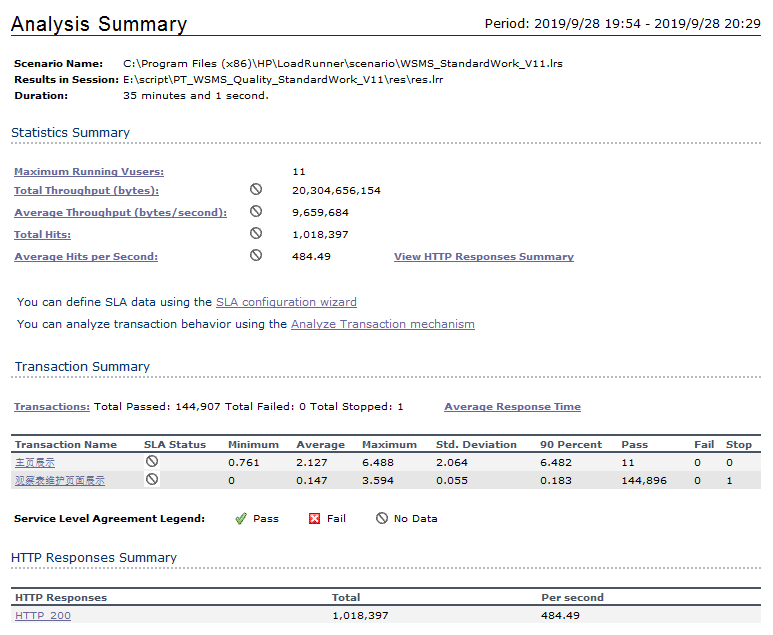 Analysis Summary Period: 2019/9/28 19:54 - 2019/9/28 20:29
Scenario Name: C:\Program Files (x86)\HP\LoadRunner\scenario\WSMS_StandardWork_V11.lrs
Results in Session: E:\script\PT_WSMS_Quality_StandardWork_V11\res\res.lrr
Duration: 35 minutes and 1 second.
Statistics Summary
Maximum Running Vusers: 11
Total Throughput (bytes): 20,304,656,154
Average Throughput (bytes/second): 9,659,684
Total Hits: 1,018,397
Average Hits per Second: 484.49 View HTTP Responses Summary
You can define SLA data using the SLA configuration wizard
You can analyze transaction behavior using the Analyze Transaction mechanism
Transaction Summary
Transactions: Total Passed: 144,907 Total Failed: 0 Total Stopped: 1 Average Response Time
Transaction Name SLA Status Minimum Average Maximum Std. Deviation 90 Percent Pass Fail Stop
主页展示 0.761 2.127 6.488 2.064 6.482 11 0 0
观察表维护页面展示 0 0.147 3.594 0.055 0.183 144,896 0 1
Service Level Agreement Legend: Pass Fail No Data
HTTP Responses Summary
HTTP Responses Total Per second
HTTP_200 1,018,397 484.49